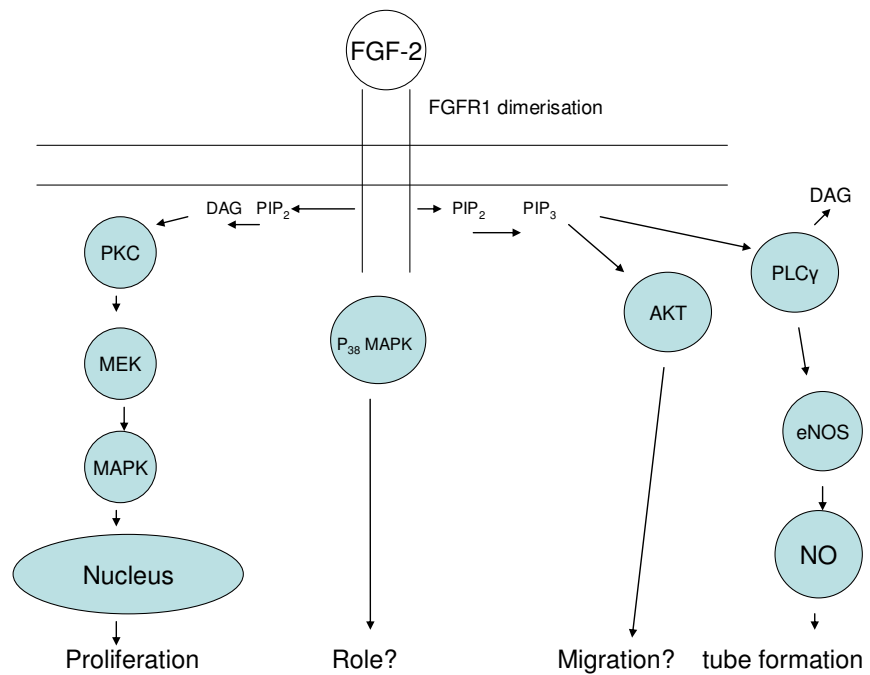 FGF-2
FGFR1 dimerisation
DAG PIP₂ PIP₂ PIP₃
DAG
PKC
PLCγ
AKT
P₃₈ MAPK
MEK
eNOS
MAPK
NO
Nucleus
Proliferation Role? Migration? tube formation